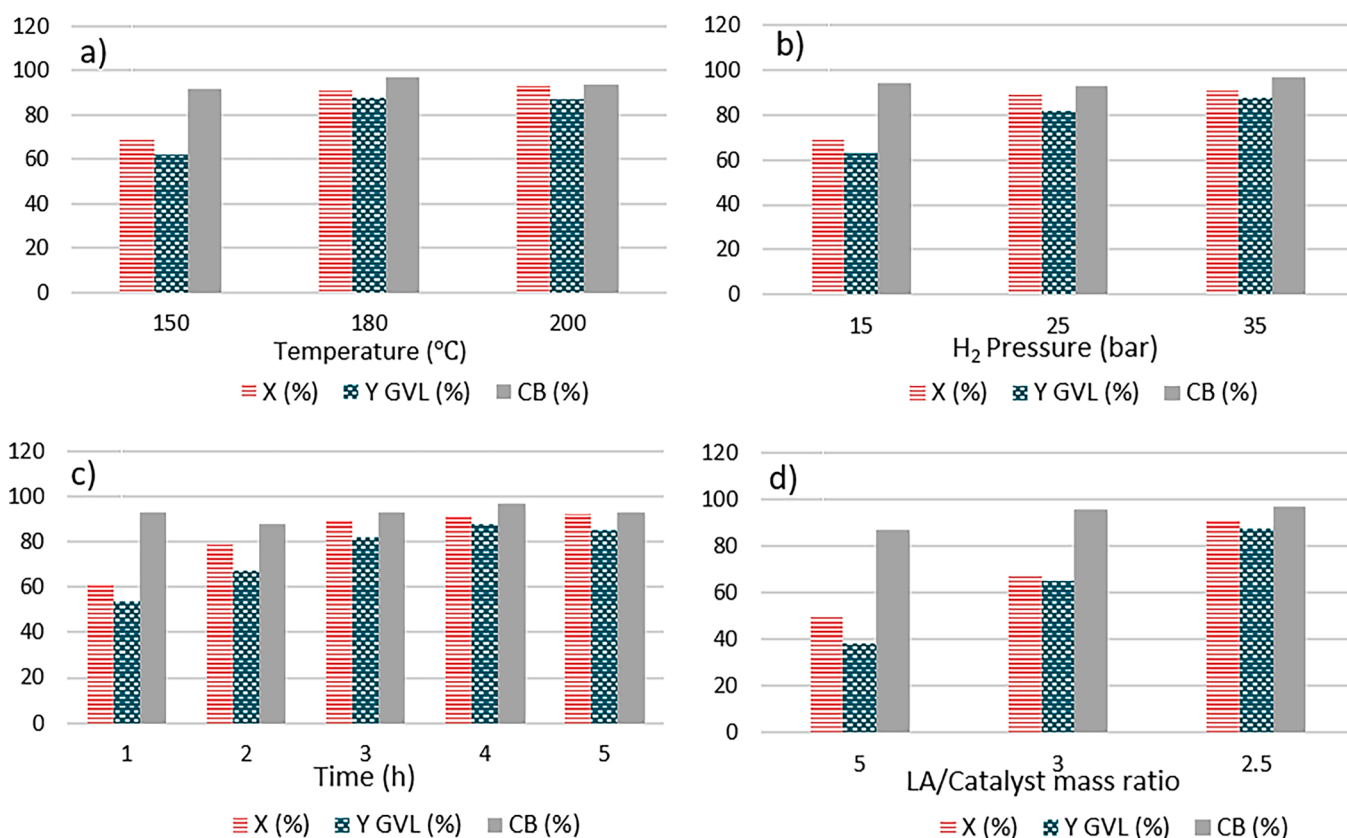 a)
120
100
80
60
40
20
0
150 180 200
Temperature (°C)
X (%) Y GVL (%) CB (%)
b)
120
100
80
60
40
20
0
15 25 35
H₂ Pressure (bar)
X (%) Y GVL (%) CB (%)
c)
120
100
80
60
40
20
0
1 2 3 4 5
Time (h)
X (%) Y GVL (%) CB (%)
d)
120
100
80
60
40
20
0
5 3 2.5
LA/Catalyst mass ratio
X (%) Y GVL (%) CB (%)